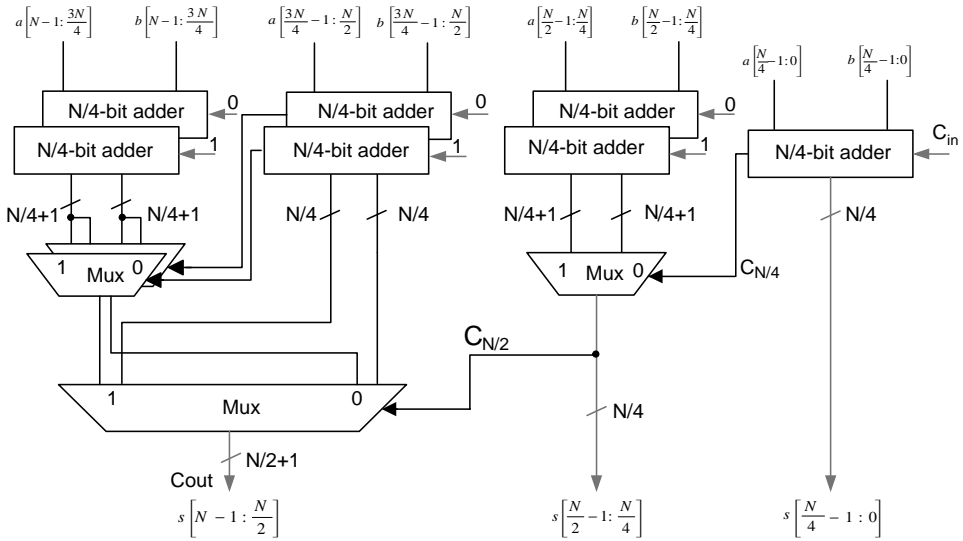 a[N−1:3N/4] b[N−1:3N/4] a[3N/4−1:N/2] b[3N/4−1:N/2] a[N/2−1:N/4] b[N/2−1:N/4]
a[N/4−1:0] b[N/4−1:0]
N/4-bit adder 0 N/4-bit adder 0 N/4-bit adder 0
N/4-bit adder 1 N/4-bit adder 1 N/4-bit adder 1 N/4-bit adder Cin
N/4+1 N/4+1 N/4 N/4 N/4+1 N/4+1 N/4
1 Mux 0 1 Mux 0 CN/4
CN/2
1 Mux 0
N/4
N/2+1
Cout
s[N−1:N/2] s[N/2−1:N/4] s[N/4−1:0]